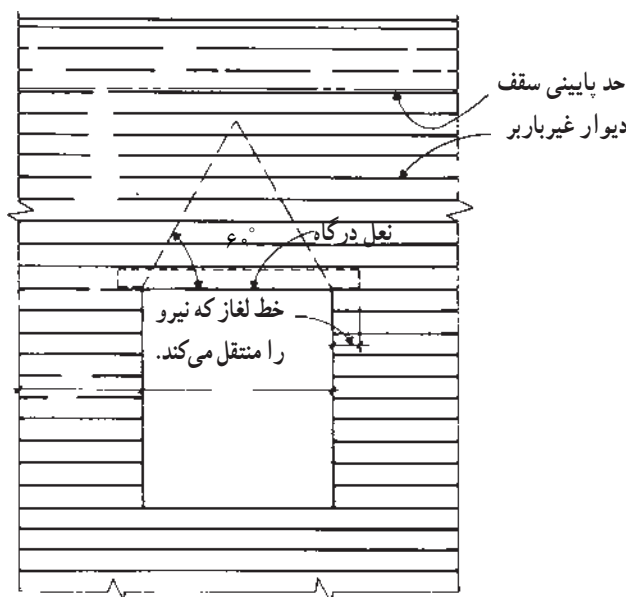 حد پایینی سقف
دیوار غیرباربر
نعل درگاه
۶۰°
خط لغاز که نیرو
را منتقل می‌کند.